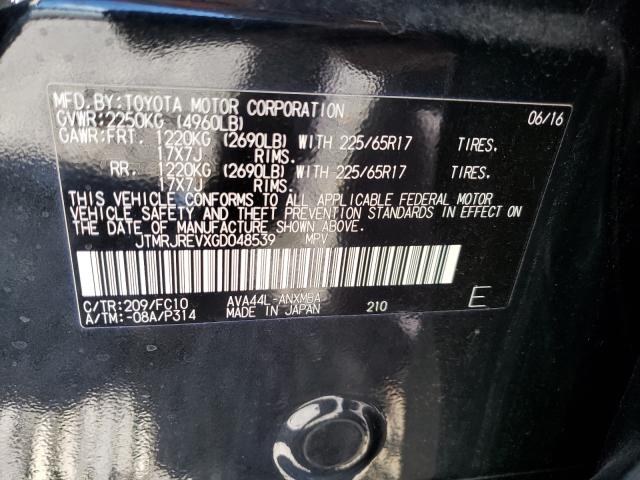 MFD.BY:TOYOTA MOTOR CORPORATION 06/16
GVWR:2250KG (4960LB)
GAWR:FRT. 1220KG (2690LB) WITH 225/65R17 TIRES.
17X7J RIMS.
RR. 1220KG (2690LB) WITH 225/65R17 TIRES.
17X7J RIMS.
THIS VEHICLE CONFORMS TO ALL APPLICABLE FEDERAL MOTOR
VEHICLE SAFETY AND THEFT PREVENTION STANDARDS IN EFFECT ON
THE DATE OF MANUFACTURE SHOWN ABOVE.
JTMRJREVXGD048539 MPV
C/TR:209/FC10 AVA44L-ANXMBA E
A/TM:-08A/P314 MADE IN JAPAN 210